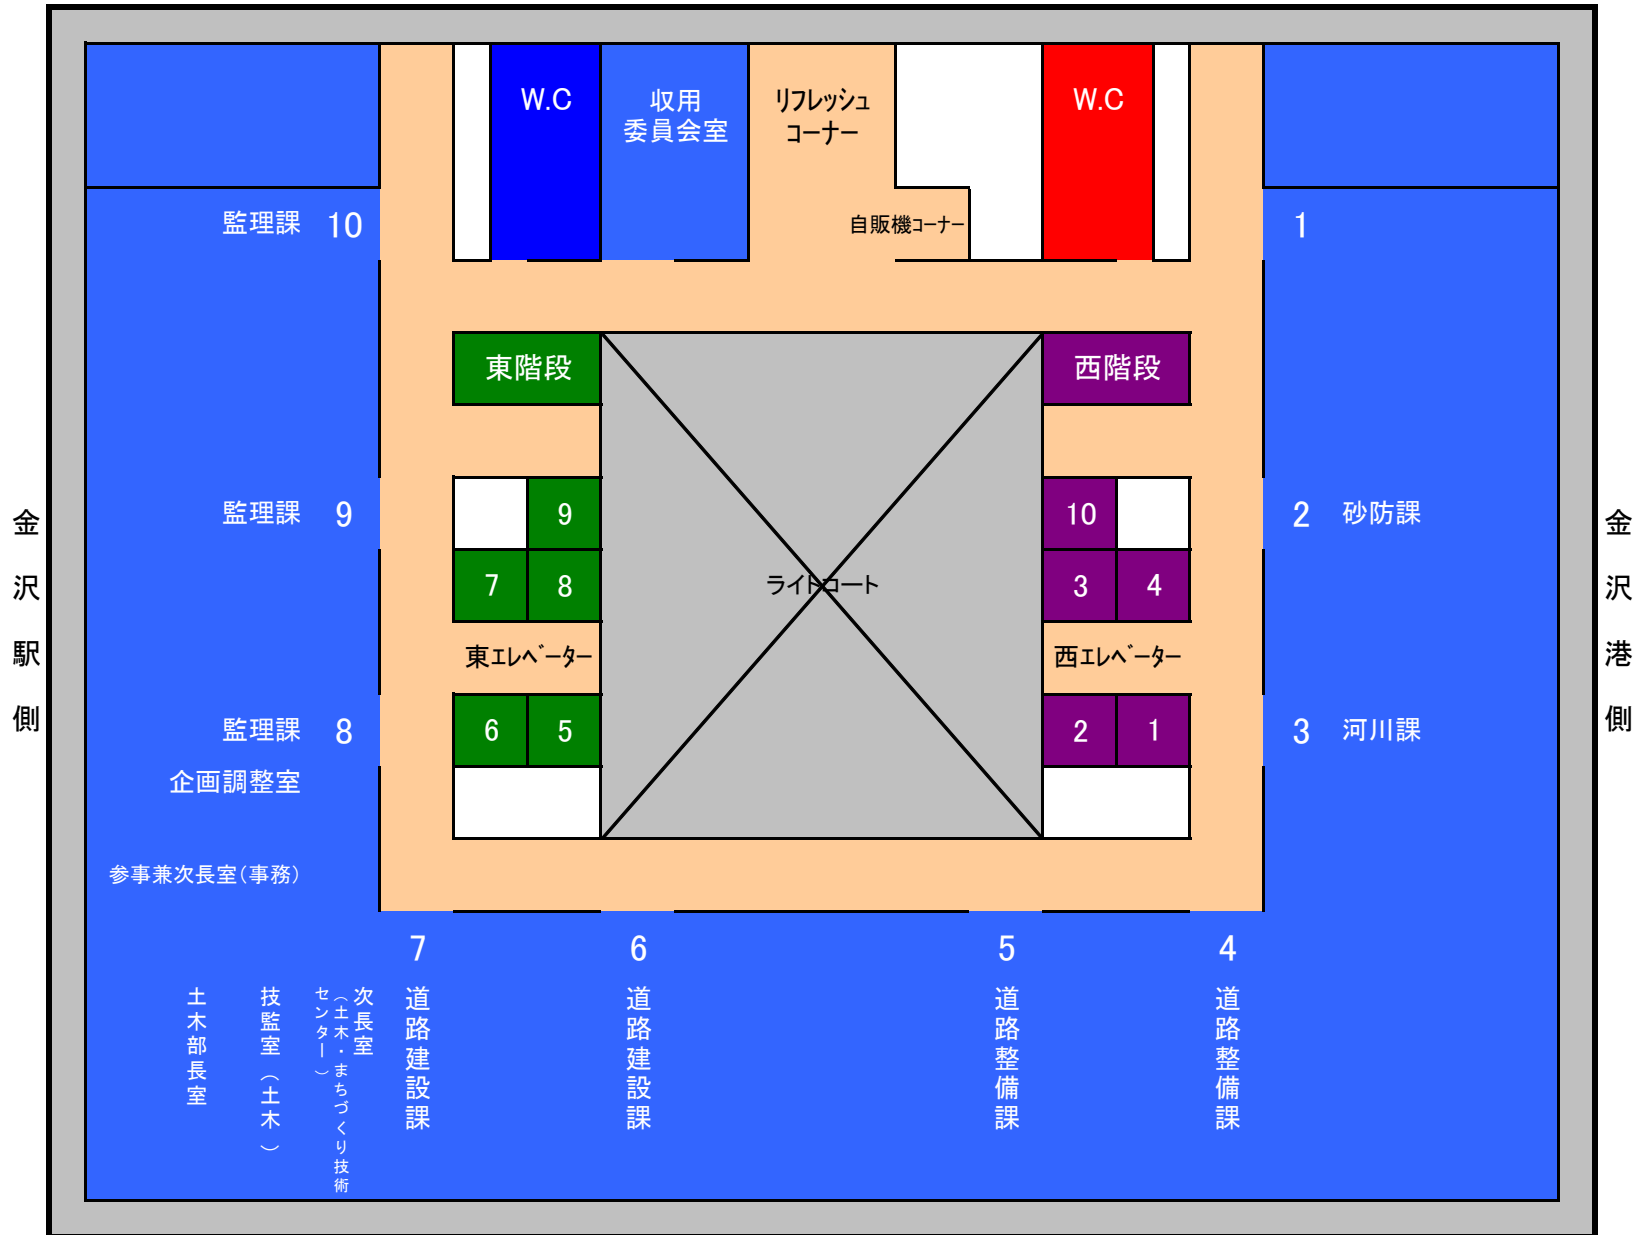 W.C
収用
委員会室
リフレッシュ
コーナー
W.C
自販機コーナー
監理課 10
1
東階段
西階段
監理課 9
9
10
2 砂防課
7
8
ライトコート
3
4
東エレベーター
西エレベーター
監理課 8
6
5
2
1
3 河川課
企画調整室
参事兼次長室(事務)
金沢駅側
金沢港側
7
6
5
4
土木部長室
技監室(土木)
次長室
(土木・まちづくり技術
センター)
道路建設課
道路建設課
道路整備課
道路整備課